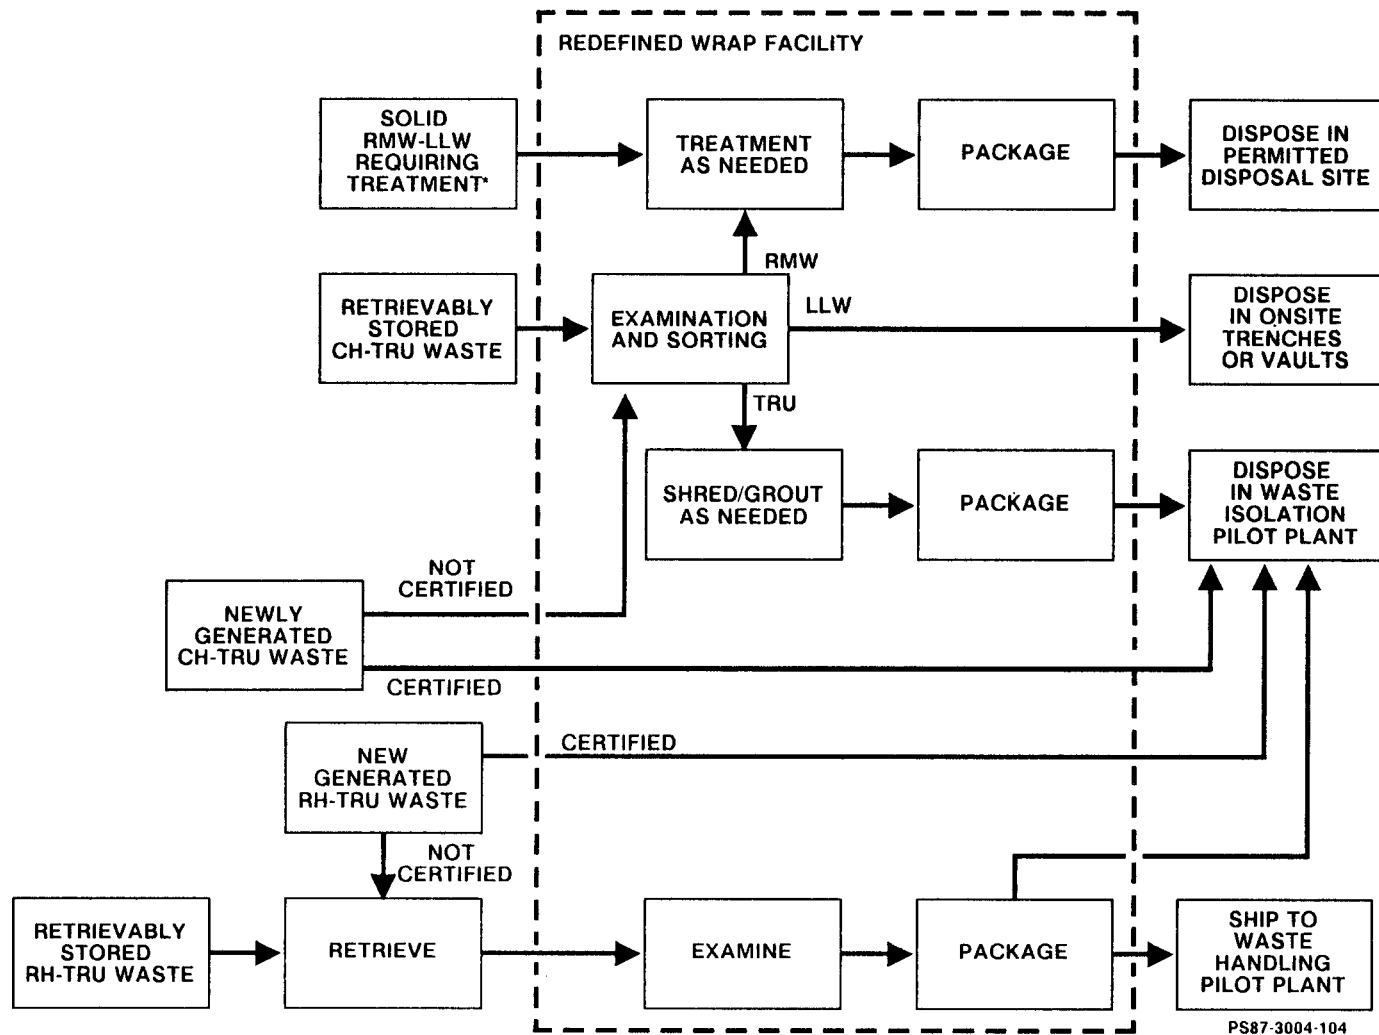 REDEFINED WRAP FACILITY
SOLID
RMW-LLW
REQUIRING
TREATMENT*
TREATMENT
AS NEEDED
PACKAGE
DISPOSE IN
PERMITTED
DISPOSAL SITE
RMW
RETRIEVABLY
STORED
CH-TRU WASTE
EXAMINATION
AND SORTING
LLW
DISPOSE
IN ONSITE
TRENCHES
OR VAULTS
TRU
SHRED/GROUT
AS NEEDED
PACKAGE
DISPOSE
IN WASTE
ISOLATION
PILOT PLANT
NOT
CERTIFIED
NEWLY
GENERATED
CH-TRU WASTE
CERTIFIED
NEW
GENERATED
RH-TRU WASTE
CERTIFIED
NOT
CERTIFIED
RETRIEVABLY
STORED
RH-TRU WASTE
RETRIEVE
EXAMINE
PACKAGE
SHIP TO
WASTE
HANDLING
PILOT PLANT
PS87-3004-104